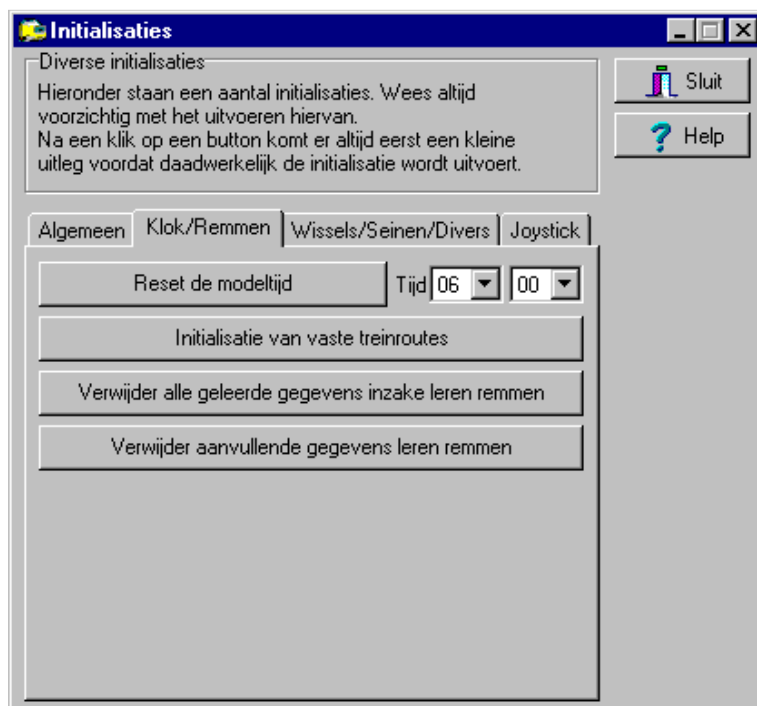 Initialisaties
Diverse initialisaties
Hieronder staan een aantal initialisaties. Wees altijd
voorzichtig met het uitvoeren hiervan.
Na een klik op een button komt er altijd eerst een kleine
uitleg voordat daadwerkelijk de initialisatie wordt uitvoert.
Sluit
Help
Algemeen Klok/Remmen Wissels/Seinen/Divers Joystick
Reset de modeltijd Tijd 06 00
Initialisatie van vaste treinroutes
Verwijder alle geleerde gegevens inzake leren remmen
Verwijder aanvullende gegevens leren remmen